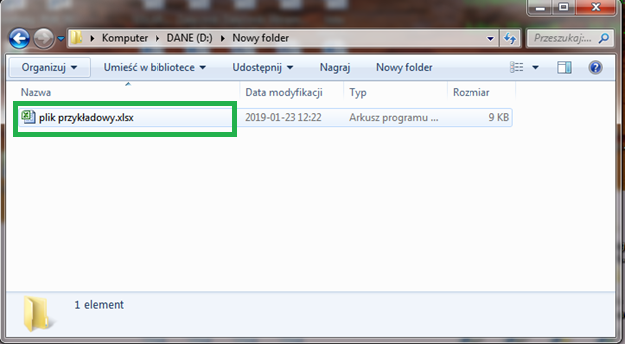 Komputer DANE (D:) Nowy folder Przeszukaj:...
Organizuj Umieść w bibliotece Udostępnij Nagraj Nowy folder
Nazwa Data modyfikacji Typ Rozmiar
plik przykładowy.xlsx 2019-01-23 12:22 Arkusz programu ... 9 KB
1 element